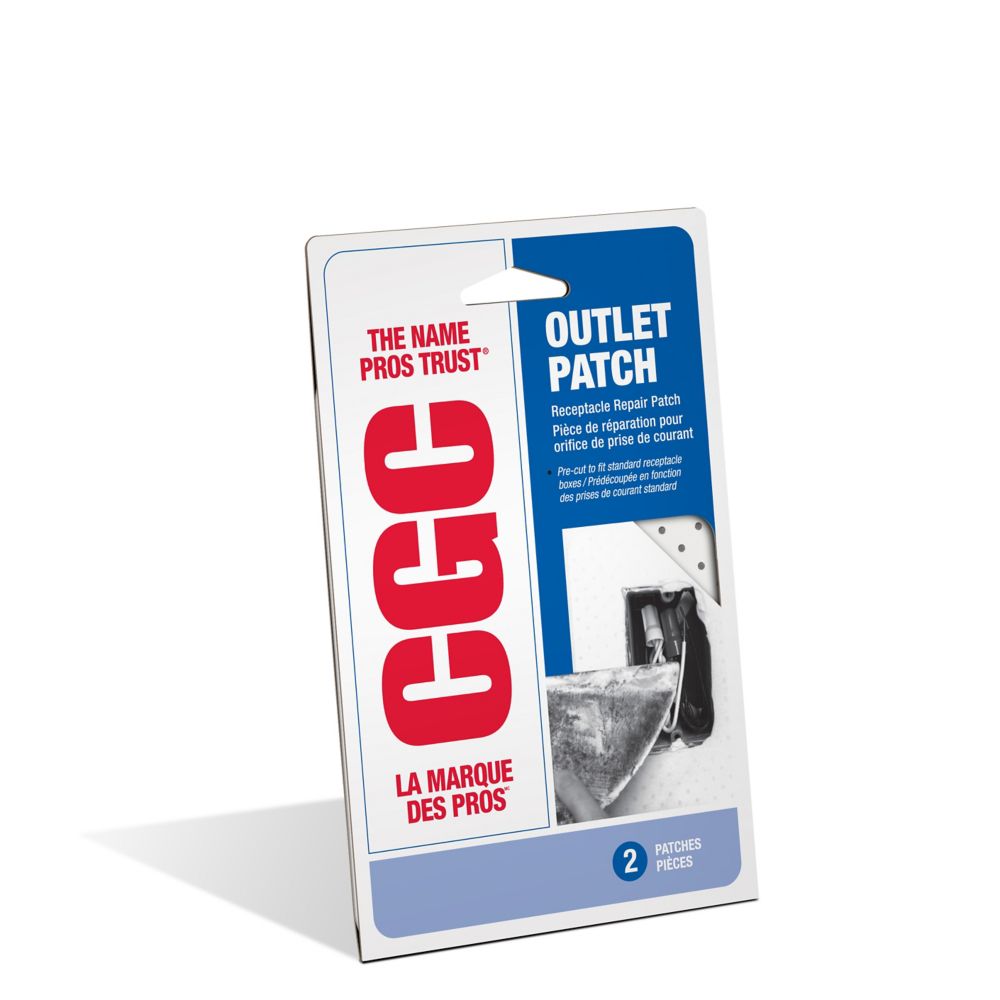 THE NAME
PROS TRUST®
CGC
LA MARQUE
DES PROS MC
OUTLET
PATCH
Receptacle Repair Patch
Pièce de réparation pour
orifice de prise de courant
• Pre-cut to fit standard receptacle
boxes / Prédécoupée en fonction
des prises de courant standard
2
PATCHES
PIÈCES